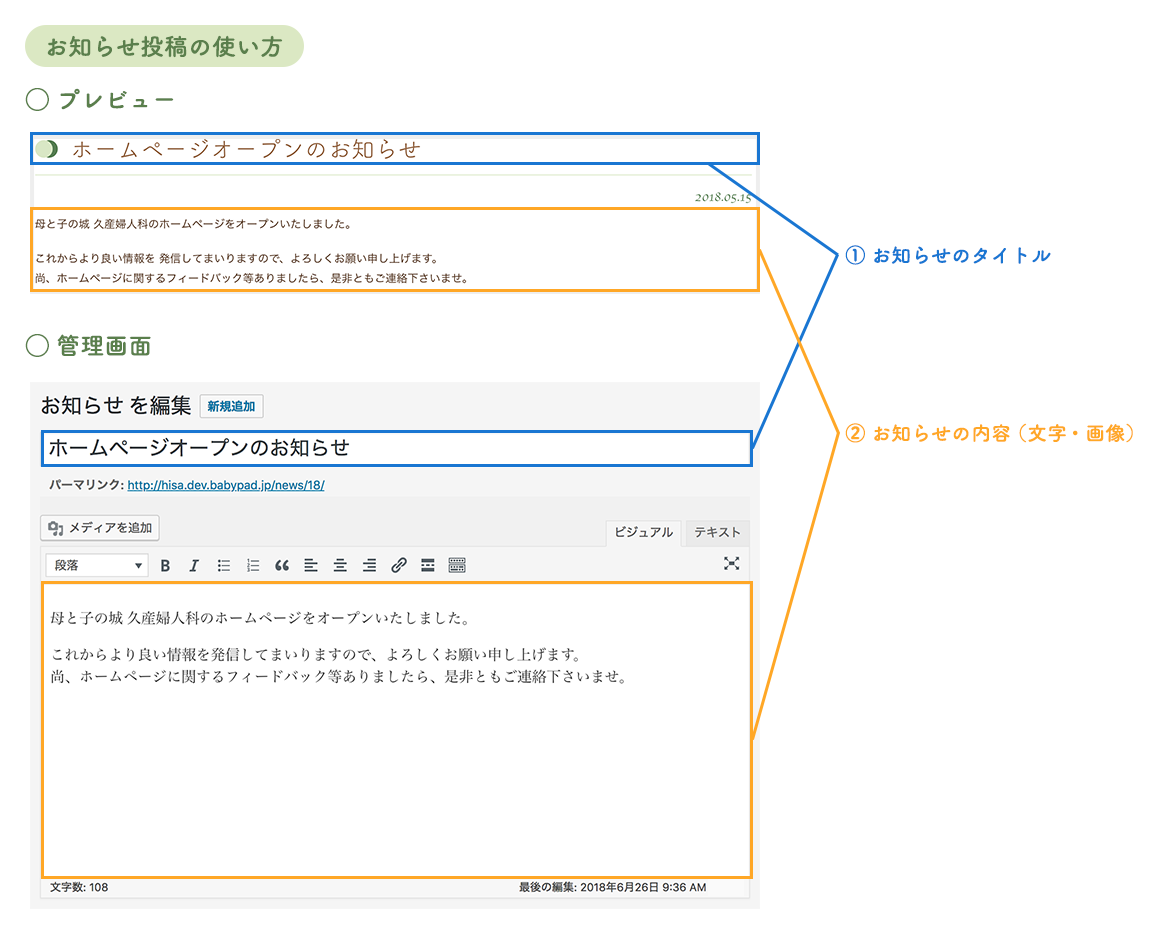 お知らせ投稿の使い方
プレビュー
ホームページオープンのお知らせ
2018.05.15
母と子の城 久産婦人科のホームページをオープンいたしました。
これからより良い情報を 発信してまいりますので、よろしくお願い申し上げます。
尚、ホームページに関するフィードバック等ありましたら、是非ともご連絡下さいませ。
① お知らせのタイトル
管理画面
お知らせ を編集 新規追加
② お知らせの内容（文字・画像）
ホームページオープンのお知らせ
パーマリンク: http://hisa.dev.babypad.jp/news/18/
メディアを追加
ビジュアル テキスト
段落
母と子の城 久産婦人科のホームページをオープンいたしました。
これからより良い情報を発信してまいりますので、よろしくお願い申し上げます。
尚、ホームページに関するフィードバック等ありましたら、是非ともご連絡下さいませ。
文字数: 108
最後の編集: 2018年6月26日 9:36 AM